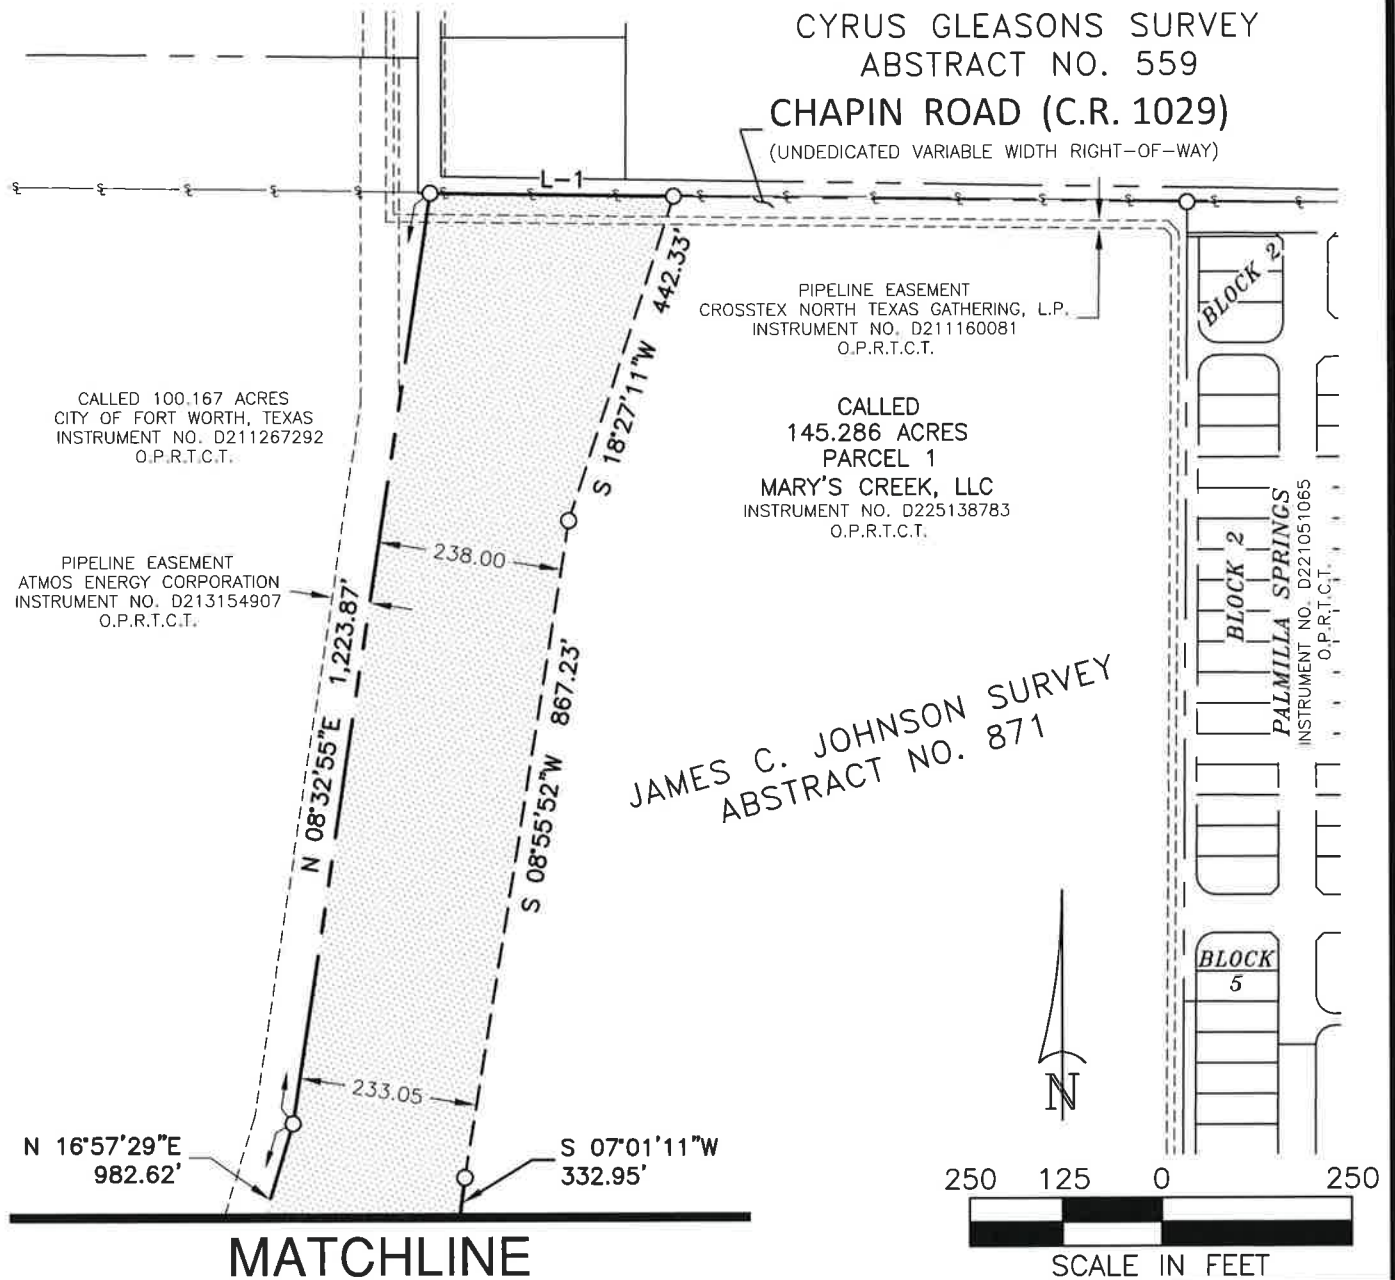 CYRUS GLEASONS SURVEY
ABSTRACT NO. 559
CHAPIN ROAD (C.R. 1029)
(UNDEDICATED VARIABLE WIDTH RIGHT-OF-WAY)
L-1
S 18°27'11"W 442.33'
PIPELINE EASEMENT
CROSSTEX NORTH TEXAS GATHERING, L.P.
INSTRUMENT NO. D211160081
O.P.R.T.C.T.
BLOCK 2
CALLED 100.167 ACRES
CITY OF FORT WORTH, TEXAS
INSTRUMENT NO. D211267292
O.P.R.T.C.T.
CALLED
145.286 ACRES
PARCEL 1
MARY'S CREEK, LLC
INSTRUMENT NO. D225138783
O.P.R.T.C.T.
238.00
PIPELINE EASEMENT
ATMOS ENERGY CORPORATION
INSTRUMENT NO. D213154907
O.P.R.T.C.T.
N 08°32'55"E 1,223.87'
S 08°55'52"W 867.23'
JAMES C. JOHNSON SURVEY
ABSTRACT NO. 871
BLOCK 2
PALMILLA SPRINGS
INSTRUMENT NO. D221051065
O.P.R.T.C.T.
BLOCK
5
233.05
N
N 16°57'29"E
982.62'
S 07°01'11"W
332.95'
250 125 0 250
SCALE IN FEET
MATCHLINE